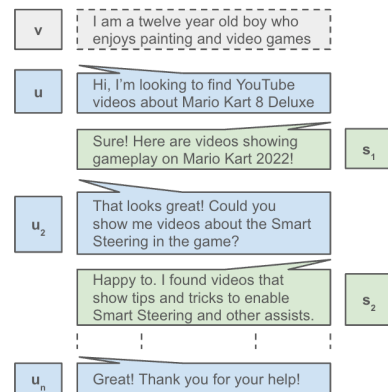 v
I am a twelve year old boy who
enjoys painting and video games
u
Hi, I'm looking to find YouTube
videos about Mario Kart 8 Deluxe
Sure! Here are videos showing
gameplay on Mario Kart 2022!
s1
u2
That looks great! Could you
show me videos about the Smart
Steering in the game?
Happy to. I found videos that
show tips and tricks to enable
Smart Steering and other assists.
s2
un
Great! Thank you for your help!